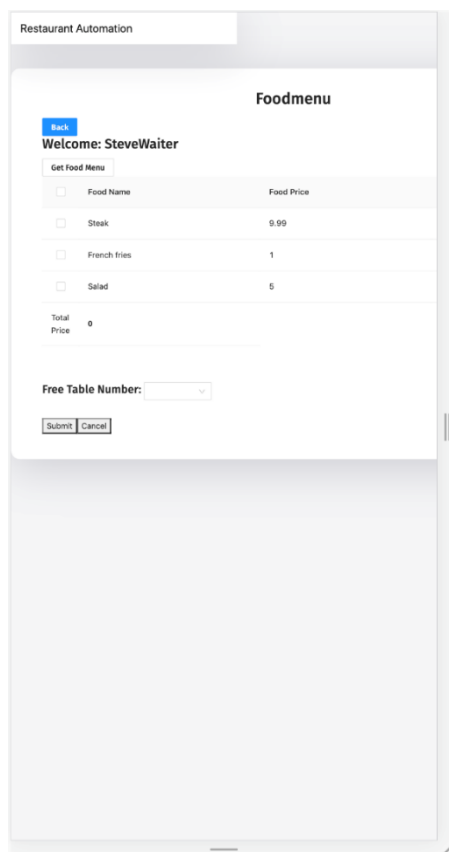 Restaurant Automation
Foodmenu
Back
Welcome: SteveWaiter
Get Food Menu
Food Name Food Price
Steak 9.99
French fries 1
Salad 5
Total
Price 0
Free Table Number:
Submit Cancel